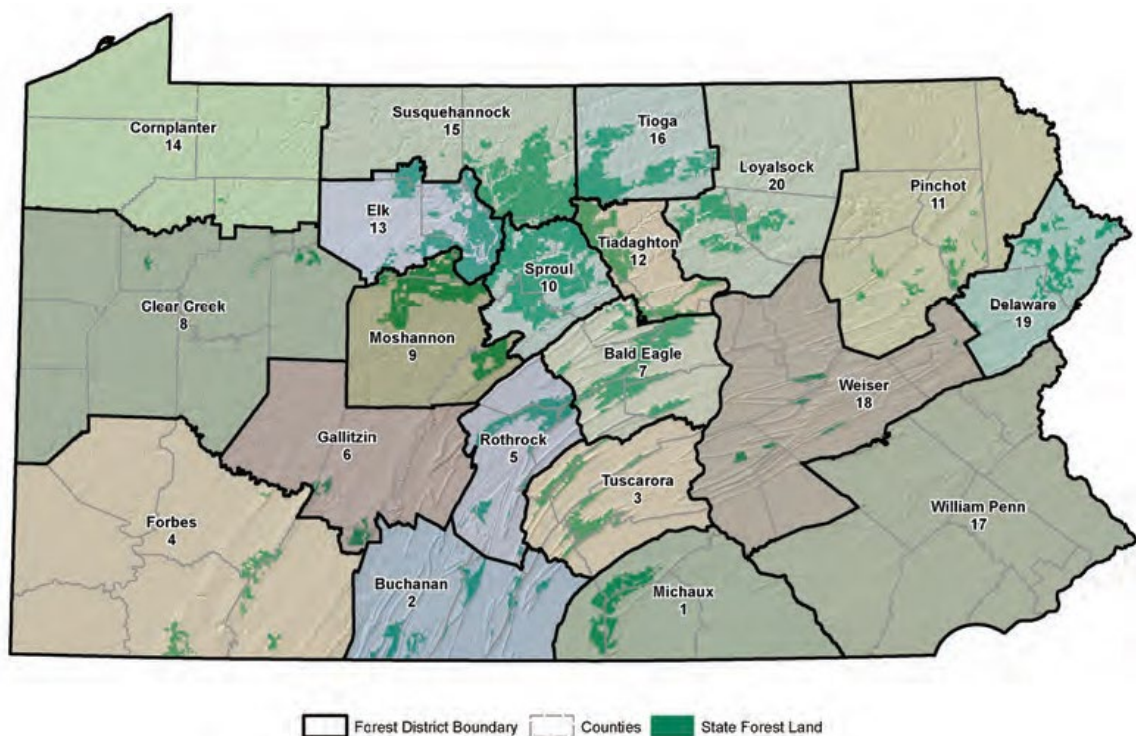 Susquehannock
15
Tioga
16
Cornplanter
14
Loyalsock
20
Pinchot
11
Elk
13
Tiadaghton
12
Sproul
10
Clear Creek
8
Delaware
19
Moshannon
9
Bald Eagle
7
Weiser
18
Gallitzin
6
Rothrock
5
Tuscarora
3
William Penn
17
Forbes
4
Buchanan
2
Michaux
1
Forest District Boundary Counties State Forest Land